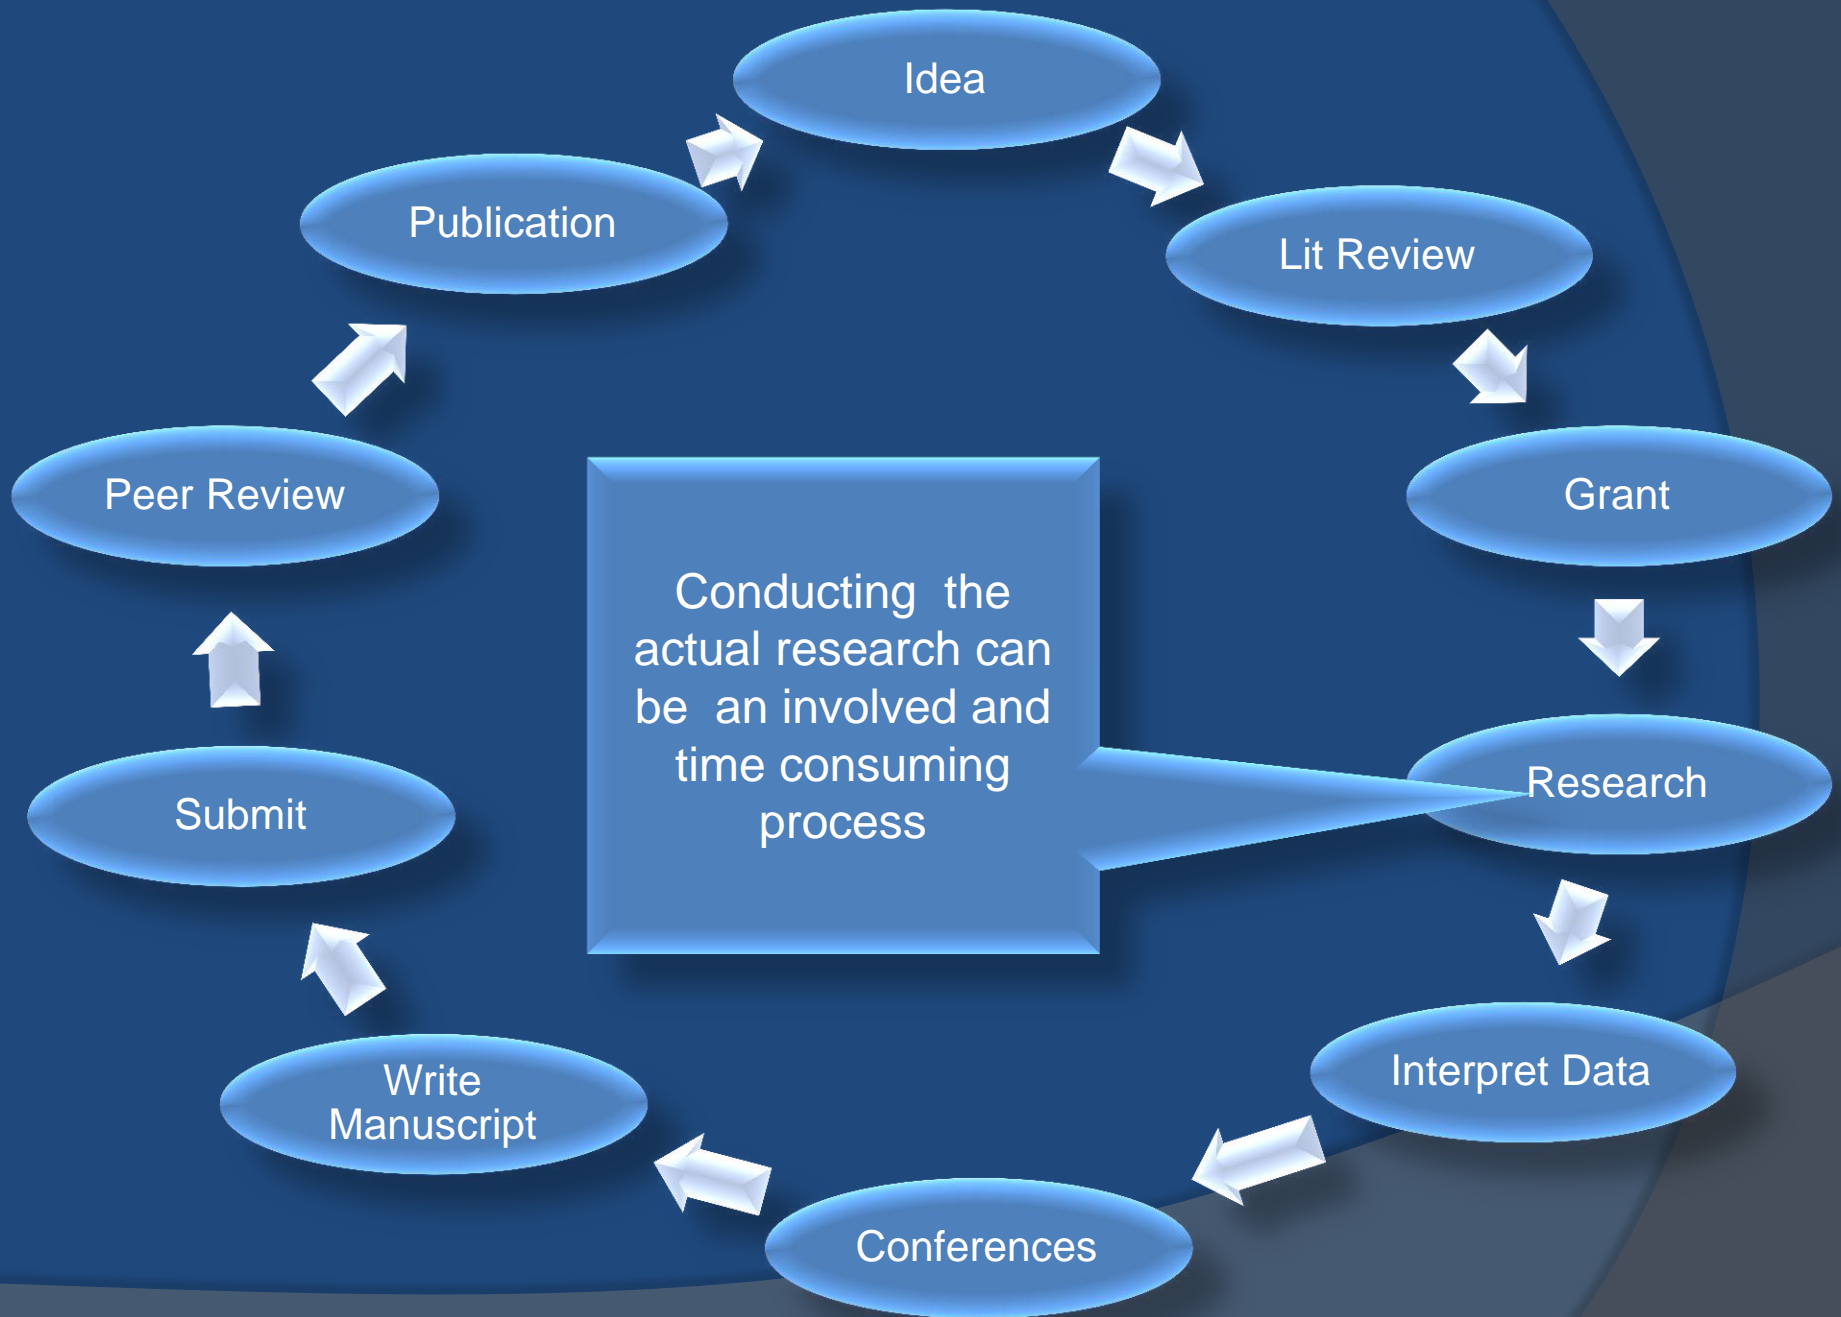 Idea
Lit Review
Grant
Research
Interpret Data
Conferences
Write
Manuscript
Submit
Peer Review
Publication
Conducting  the
actual research can
be  an involved and
time consuming
process